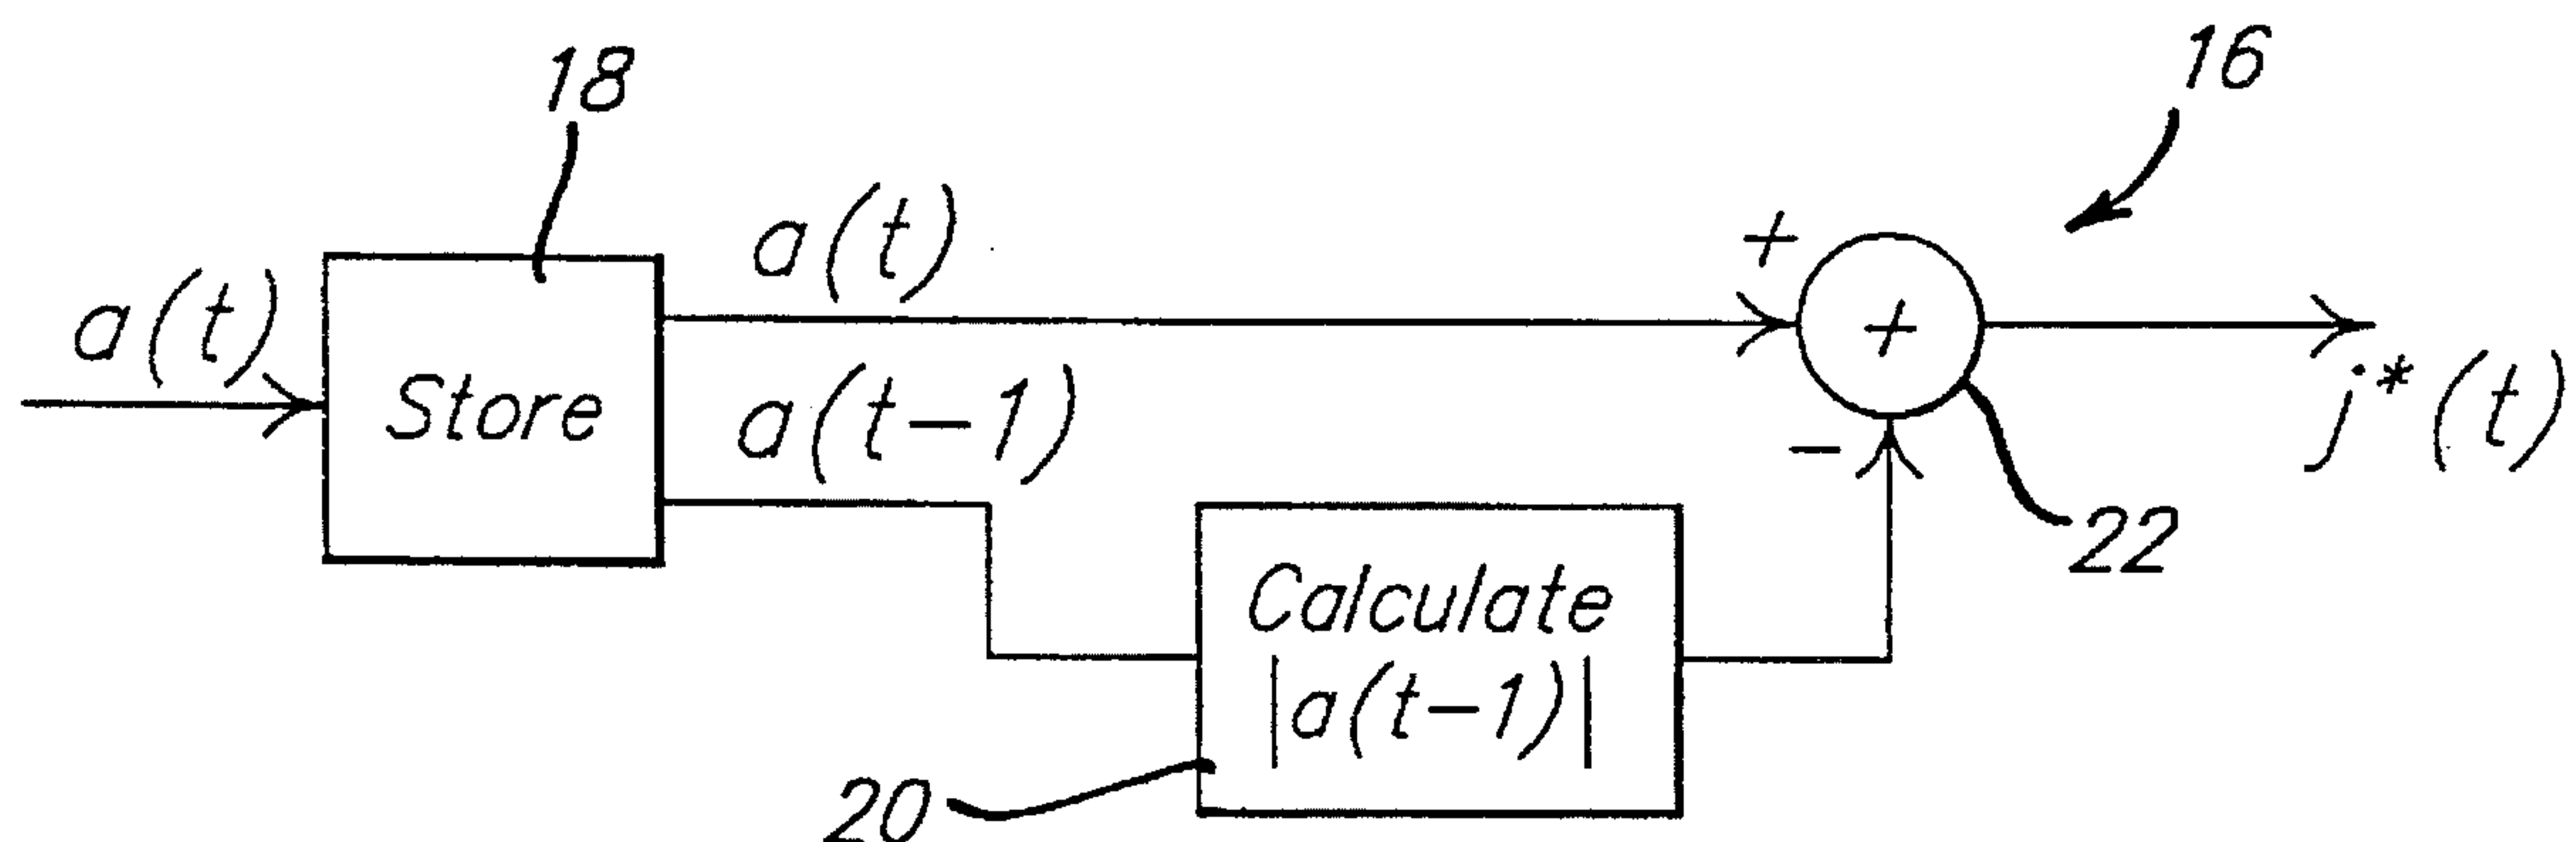 16
18
a(t)
+
a(t)
Store
+
j*(t)
a(t-1)
-
22
Calculate
|a(t-1)|
20